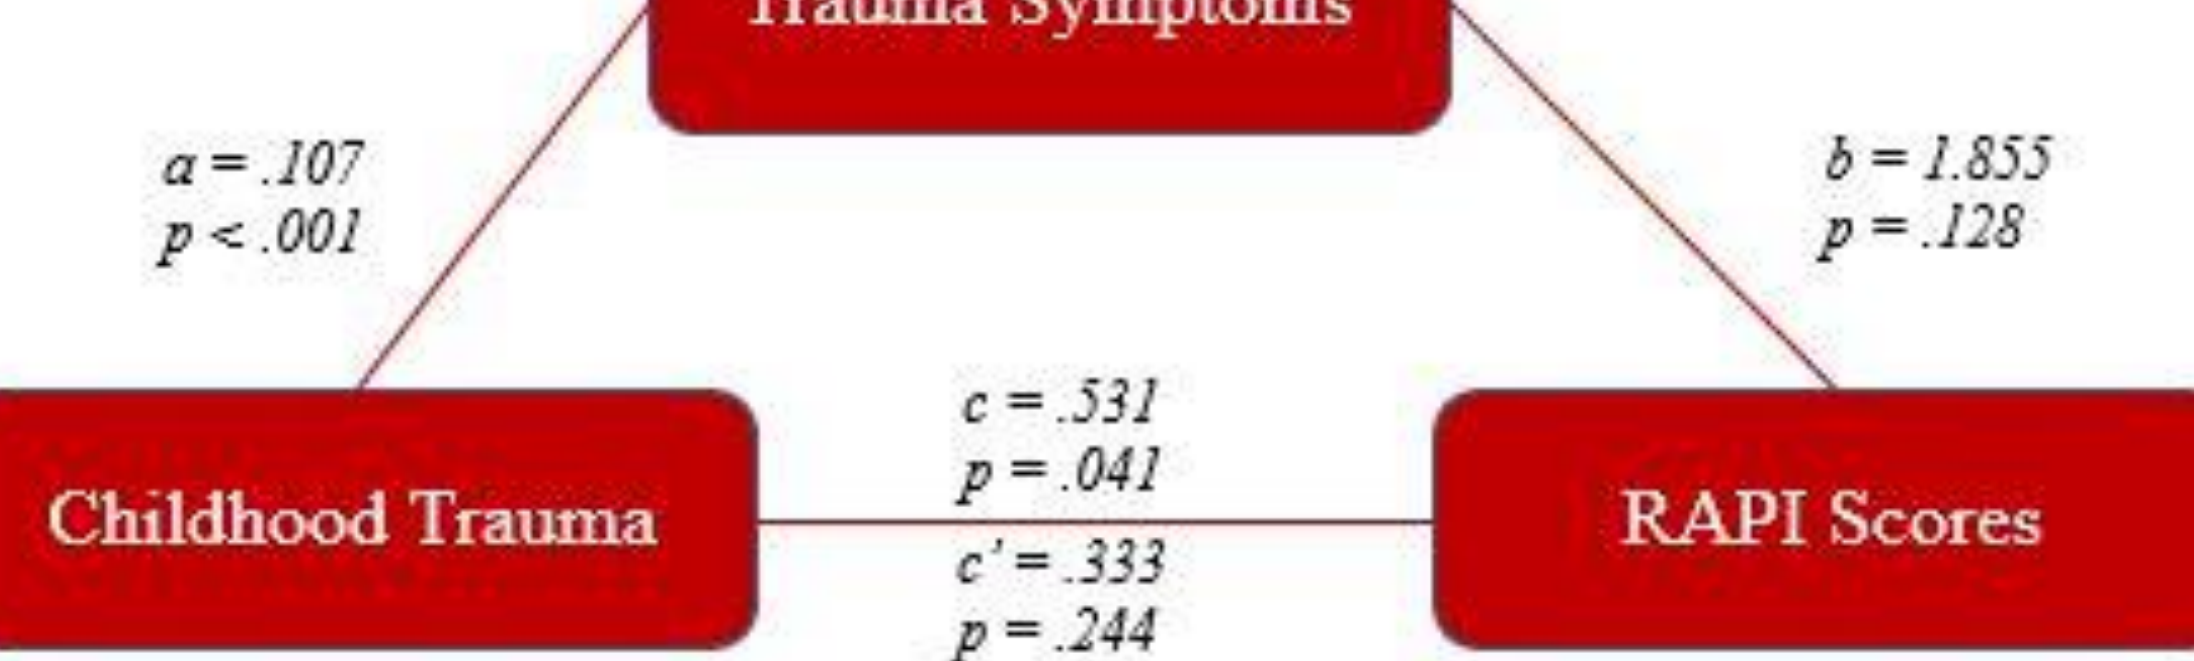 Trauma Symptoms
a = .107
p < .001
b = 1.855
p = .128
c = .531
p = .041
Childhood Trauma
RAPI Scores
c’ = .333
p = .244